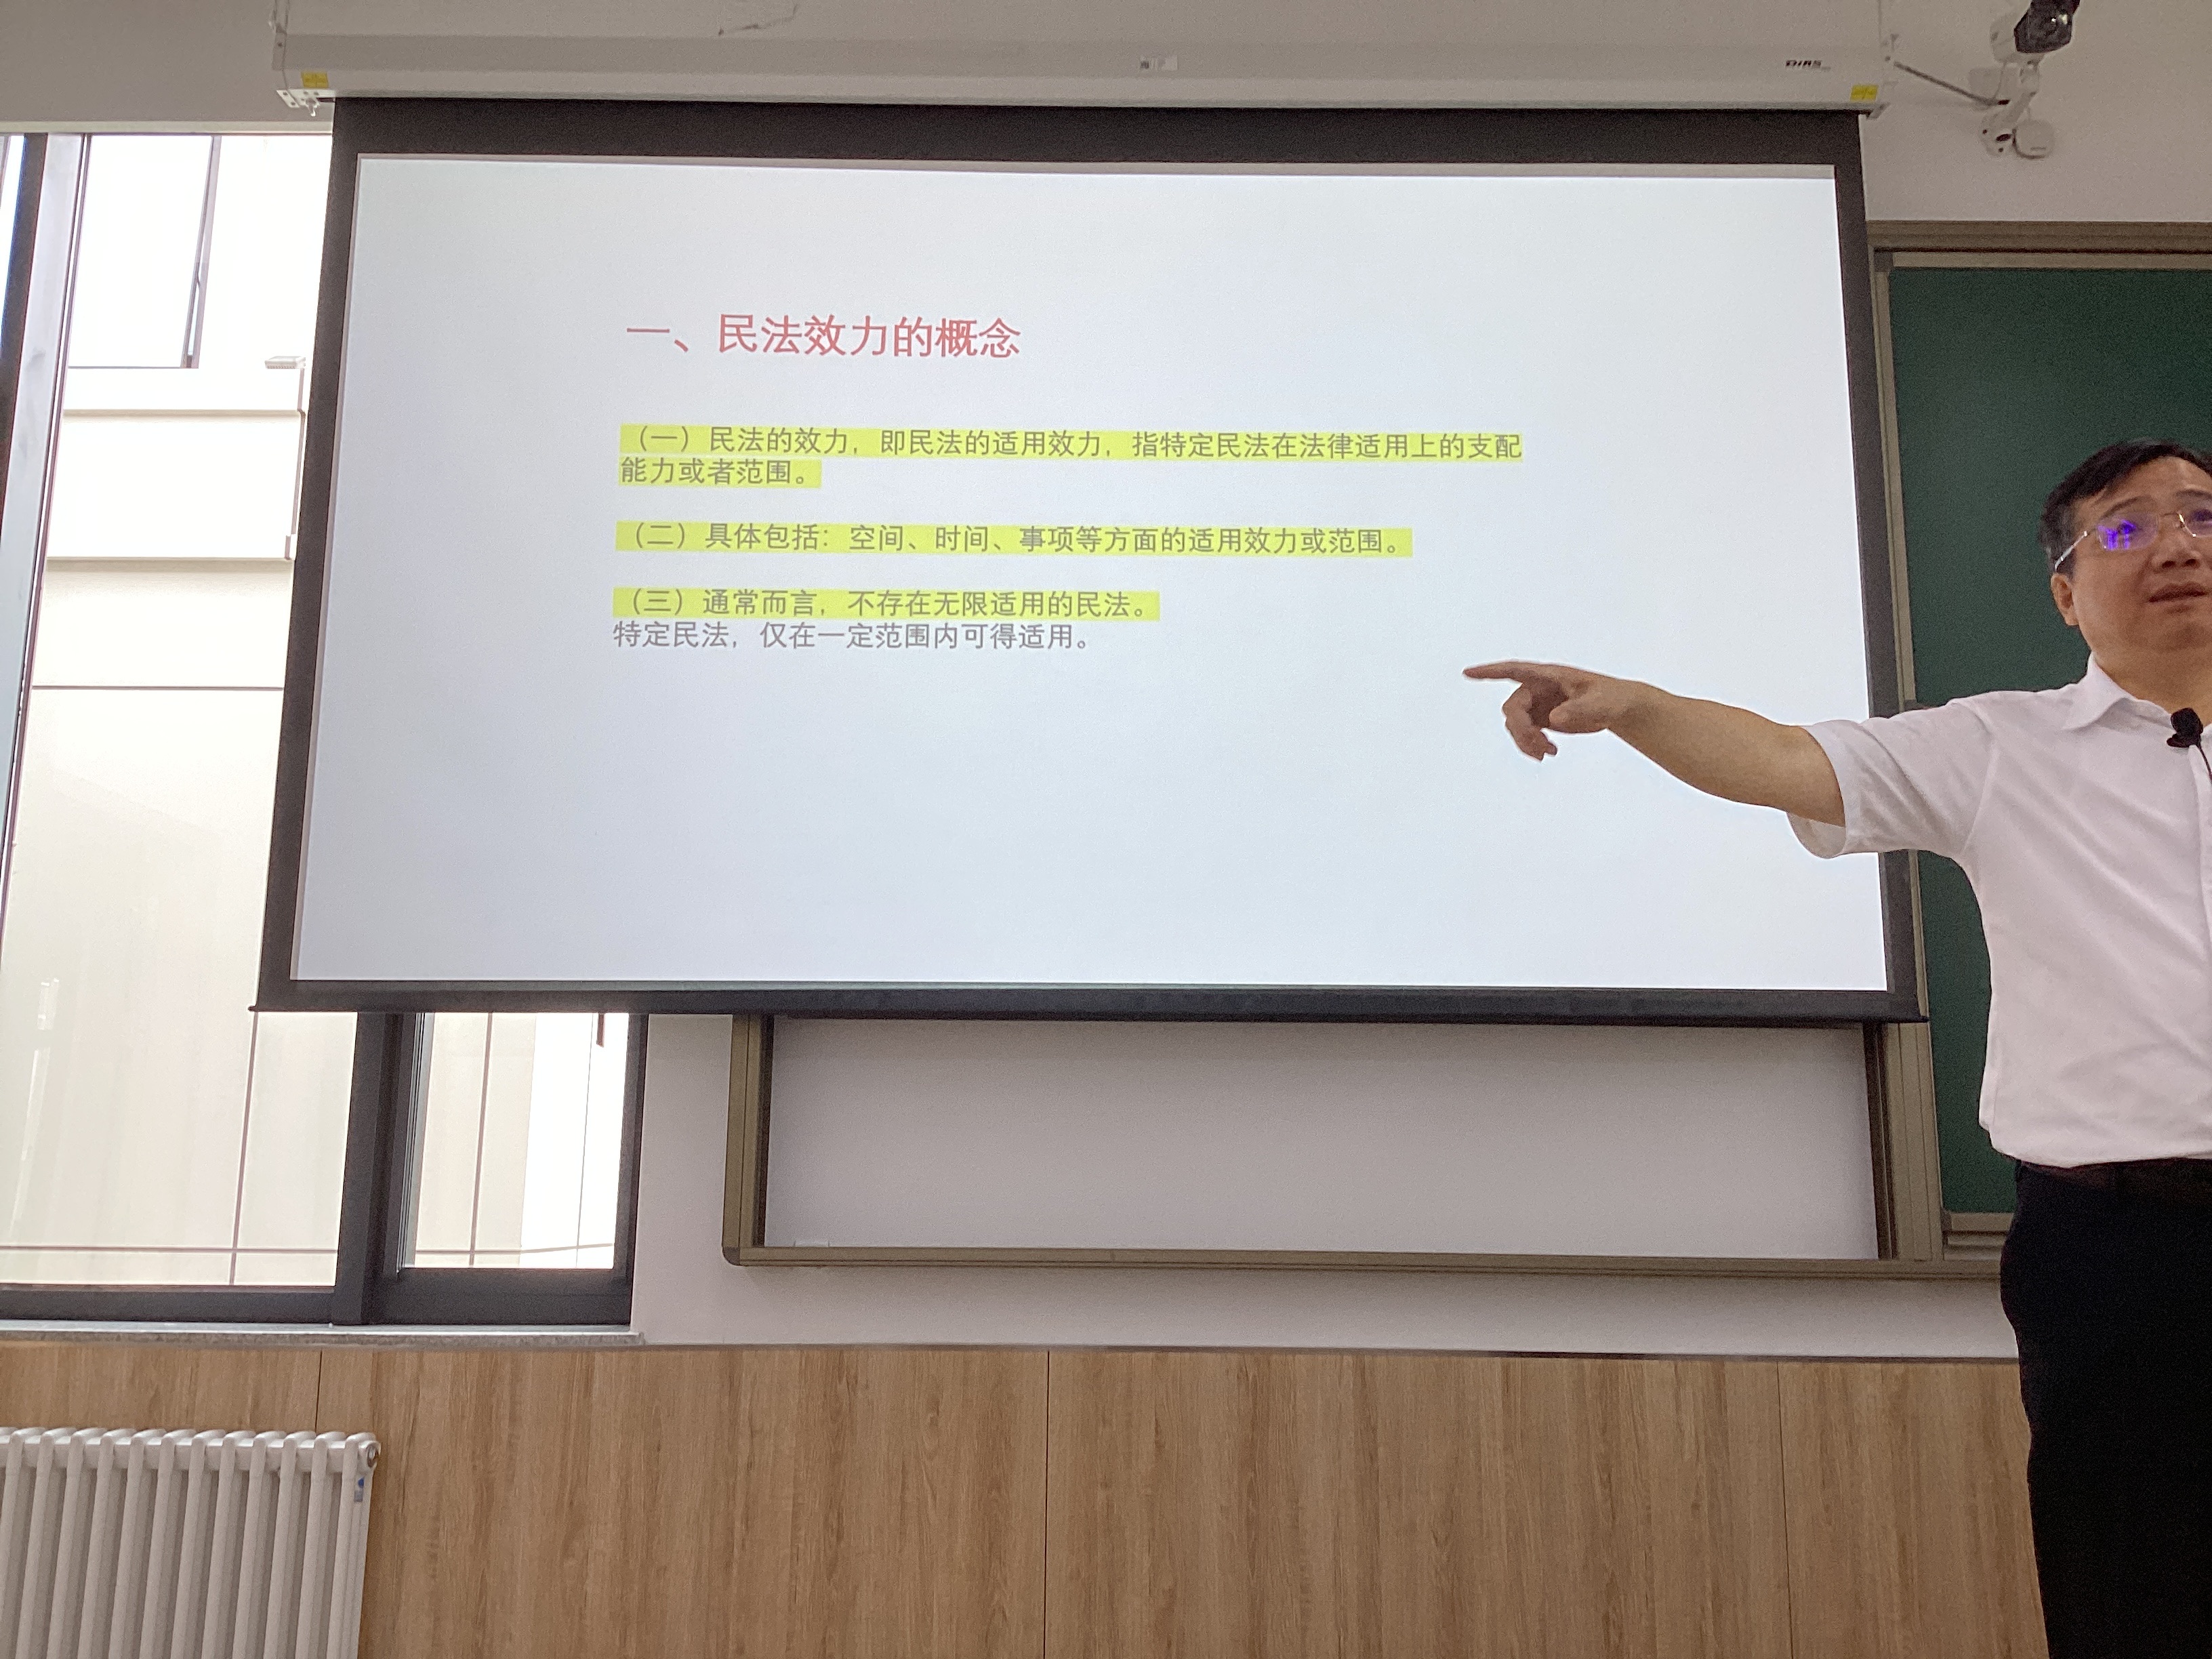 一、民法效力的概念
（一）民法的效力，即民法的适用效力，指特定民法在法律适用上的支配
能力或者范围。
（二）具体包括：空间、时间、事项等方面的适用效力或范围。
（三）通常而言，不存在无限适用的民法。
特定民法，仅在一定范围内可得适用。